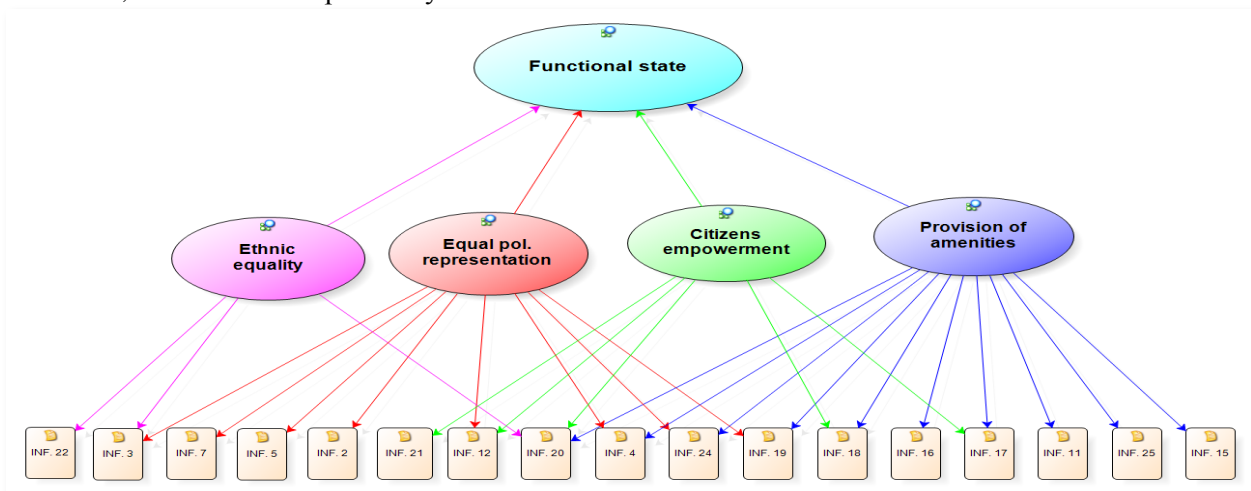 Functional state
Ethnic
equality
Equal pol.
representation
Citizens
empowerment
Provision of
amenities
INF. 22
INF. 3
INF. 7
INF. 5
INF. 2
INF. 21
INF. 12
INF. 20
INF. 4
INF. 24
INF. 19
INF. 18
INF. 16
INF. 17
INF. 11
INF. 25
INF. 15